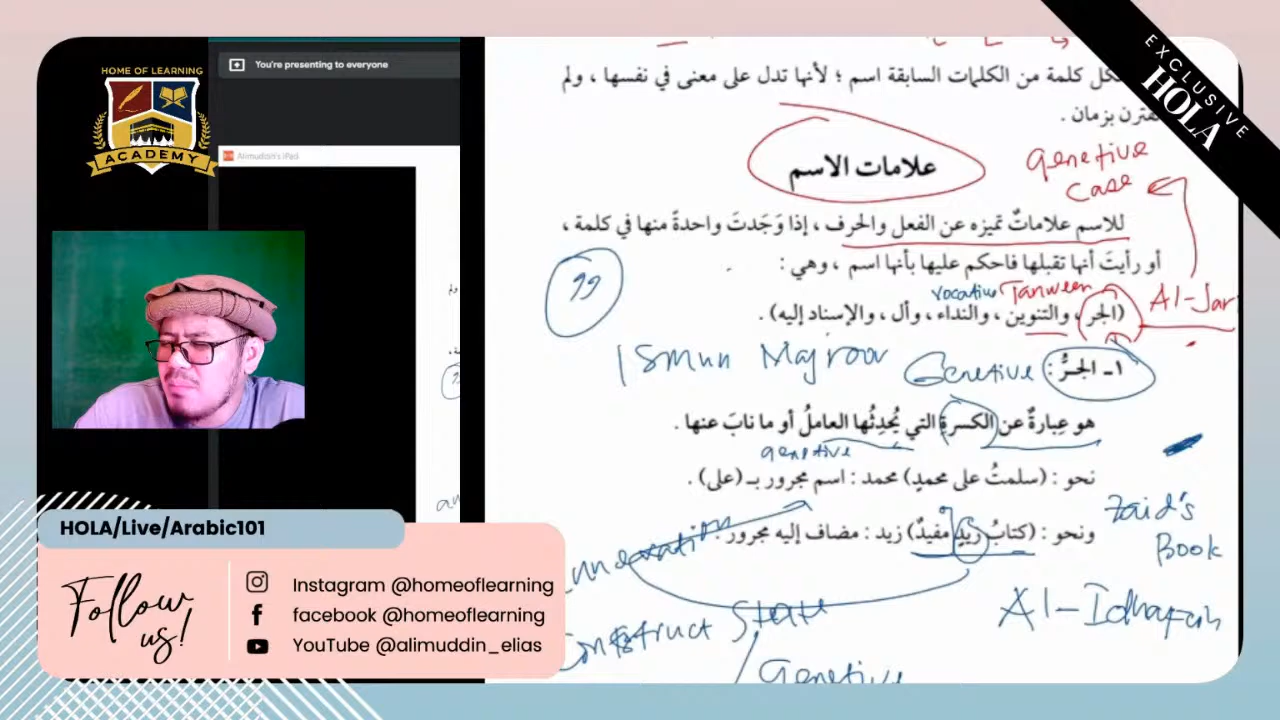 HOME OF LEARNING
ACADEMY
You're presenting to everyone
Alimuddin's iPad
EXCLUSIVE
HOLA
كل كلمة من الكلمات السابقة اسم ؛ لأنها تدل على معنى في نفسها ، ولم
تقترن بزمان .
علامات الاسم
genetive
case
للاسم علاماتٌ تميزه عن الفعل والحرف ، إذا وَجَدتَ واحدةً منها في كلمة ،
أو رأيتَ أنها تقبلها فاحكم عليها بأنها اسم ، وهي :
vocative Tanween
Al-Jar
(الجر ، والتنوين ، والنداء ، وأل ، والإسناد إليه) .
Ismun Majroor Genetive
١- الجرُّ :
هو عِبارةٌ عن الكسرةِ التي يُحدِثُها العاملُ أو ما نابَ عنها .
genetive
نحو : (سلمتُ على محمدٍ) محمد : اسم مجرور بـ (على) .
Zaid's
Book
ونحو : (كتابُ زيدٍ مفيدٌ) زيد : مضاف إليه مجرور .
Al-Idhafah
Construct State
Genetive
HOLA/Live/Arabic101
Follow us!
Instagram @homeoflearning
facebook @homeoflearning
YouTube @alimuddin_elias